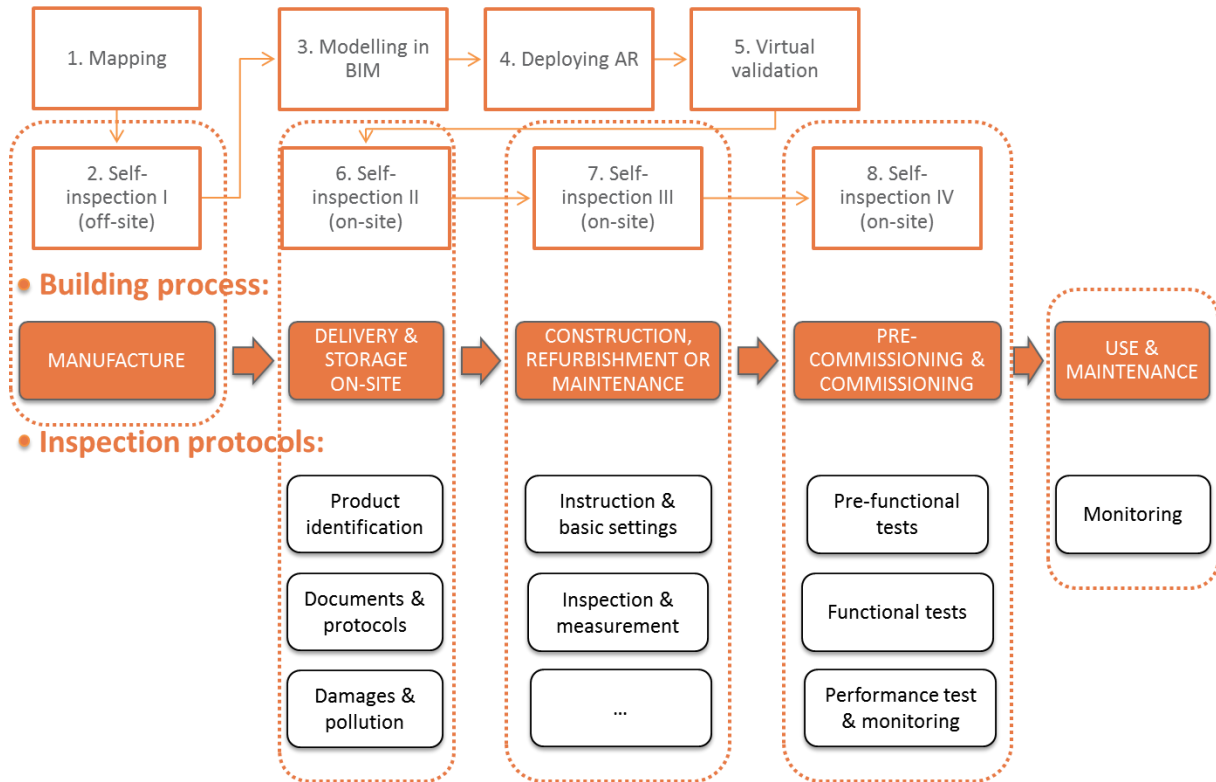 1. Mapping
3. Modelling in
BIM
4. Deploying AR
5. Virtual
validation
2. Self-
inspection I
(off-site)
6. Self-
inspection II
(on-site)
7. Self-
inspection III
(on-site)
8. Self-
inspection IV
(on-site)
• Building process:
MANUFACTURE
DELIVERY &
STORAGE
ON-SITE
CONSTRUCTION,
REFURBISHMENT OR
MAINTENANCE
PRE-
COMMISSIONING &
COMMISSIONING
USE &
MAINTENANCE
• Inspection protocols:
Product
identification
Instruction &
basic settings
Pre-functional
tests
Monitoring
Documents &
protocols
Inspection &
measurement
Functional tests
Damages &
pollution
...
Performance test
& monitoring